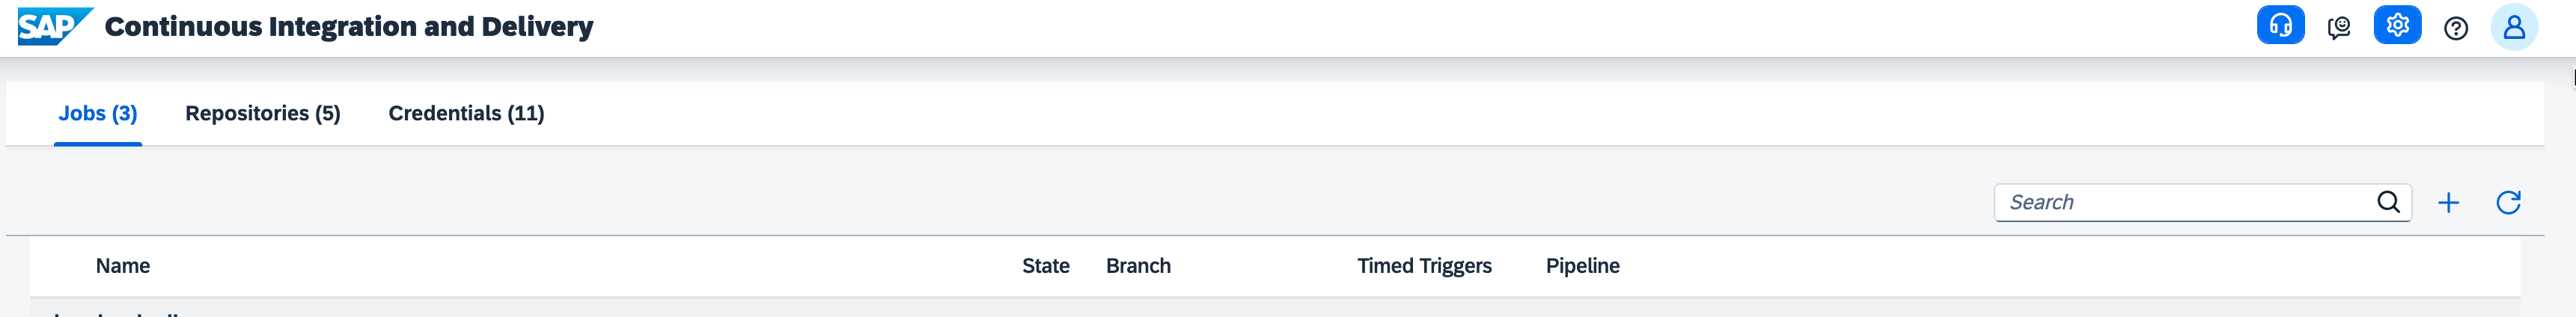 SAP Continuous Integration and Delivery
Jobs (3) Repositories (5) Credentials (11)
Search
Name State Branch Timed Triggers Pipeline